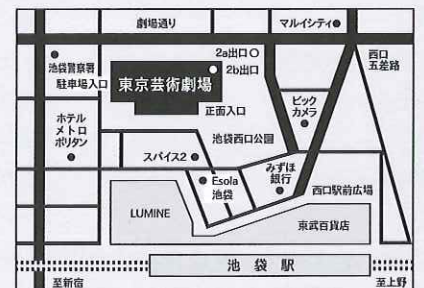 劇場通り
マルイシティ
2a出口
2b出口
西口
五差路
池袋警察署
駐車場入口
東京芸術劇場
正面入口
ビック
カメラ
ホテル
メトロ
ポリタン
池袋西口公園
スパイス2
Esola
池袋
みずほ
銀行
西口駅前広場
LUMINE
東武百貨店
池袋駅
至新宿
至上野